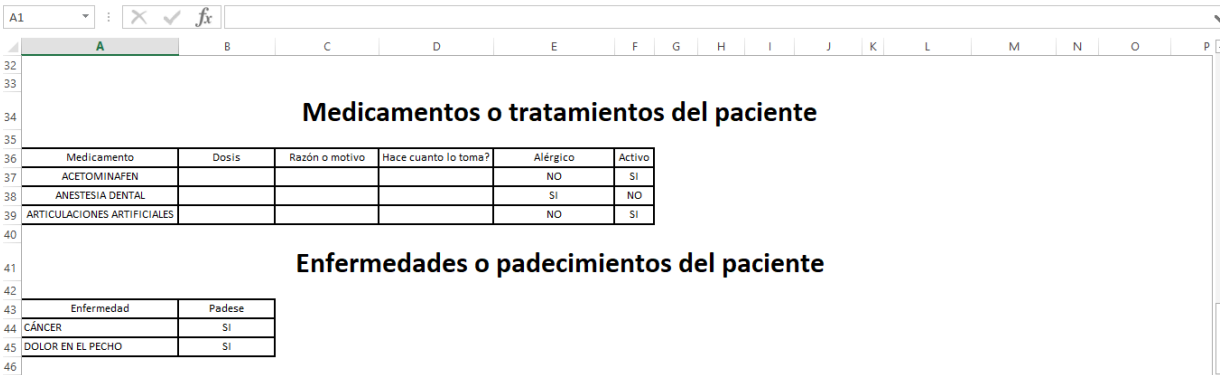 A1 fx
A B C D E F G H I J K L M N O P
32
33
34 Medicamentos o tratamientos del paciente
35
36 Medicamento Dosis Razón o motivo Hace cuanto lo toma? Alérgico Activo
37 ACETOMINAFEN NO SI
38 ANESTESIA DENTAL SI NO
39 ARTICULACIONES ARTIFICIALES NO SI
40
41 Enfermedades o padecimientos del paciente
42
43 Enfermedad Padese
44 CÁNCER SI
45 DOLOR EN EL PECHO SI
46